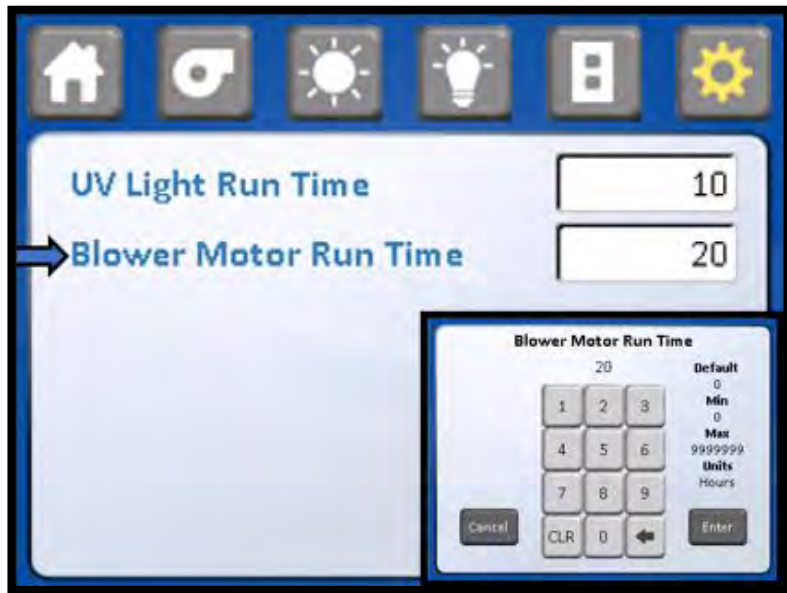 UV Light Run Time 10
Blower Motor Run Time 20
Blower Motor Run Time
20
Default
0
Min
0
Max
9999999
Units
Hours
1 2 3
4 5 6
7 8 9
Cancel CLR 0 Enter